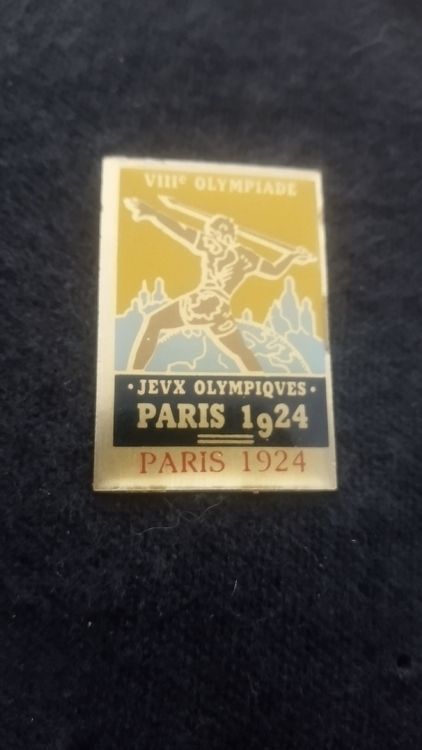 VIIIᵉ OLYMPIADE
· JEVX OLYMPIQVES ·
PARIS 1924
PARIS 1924